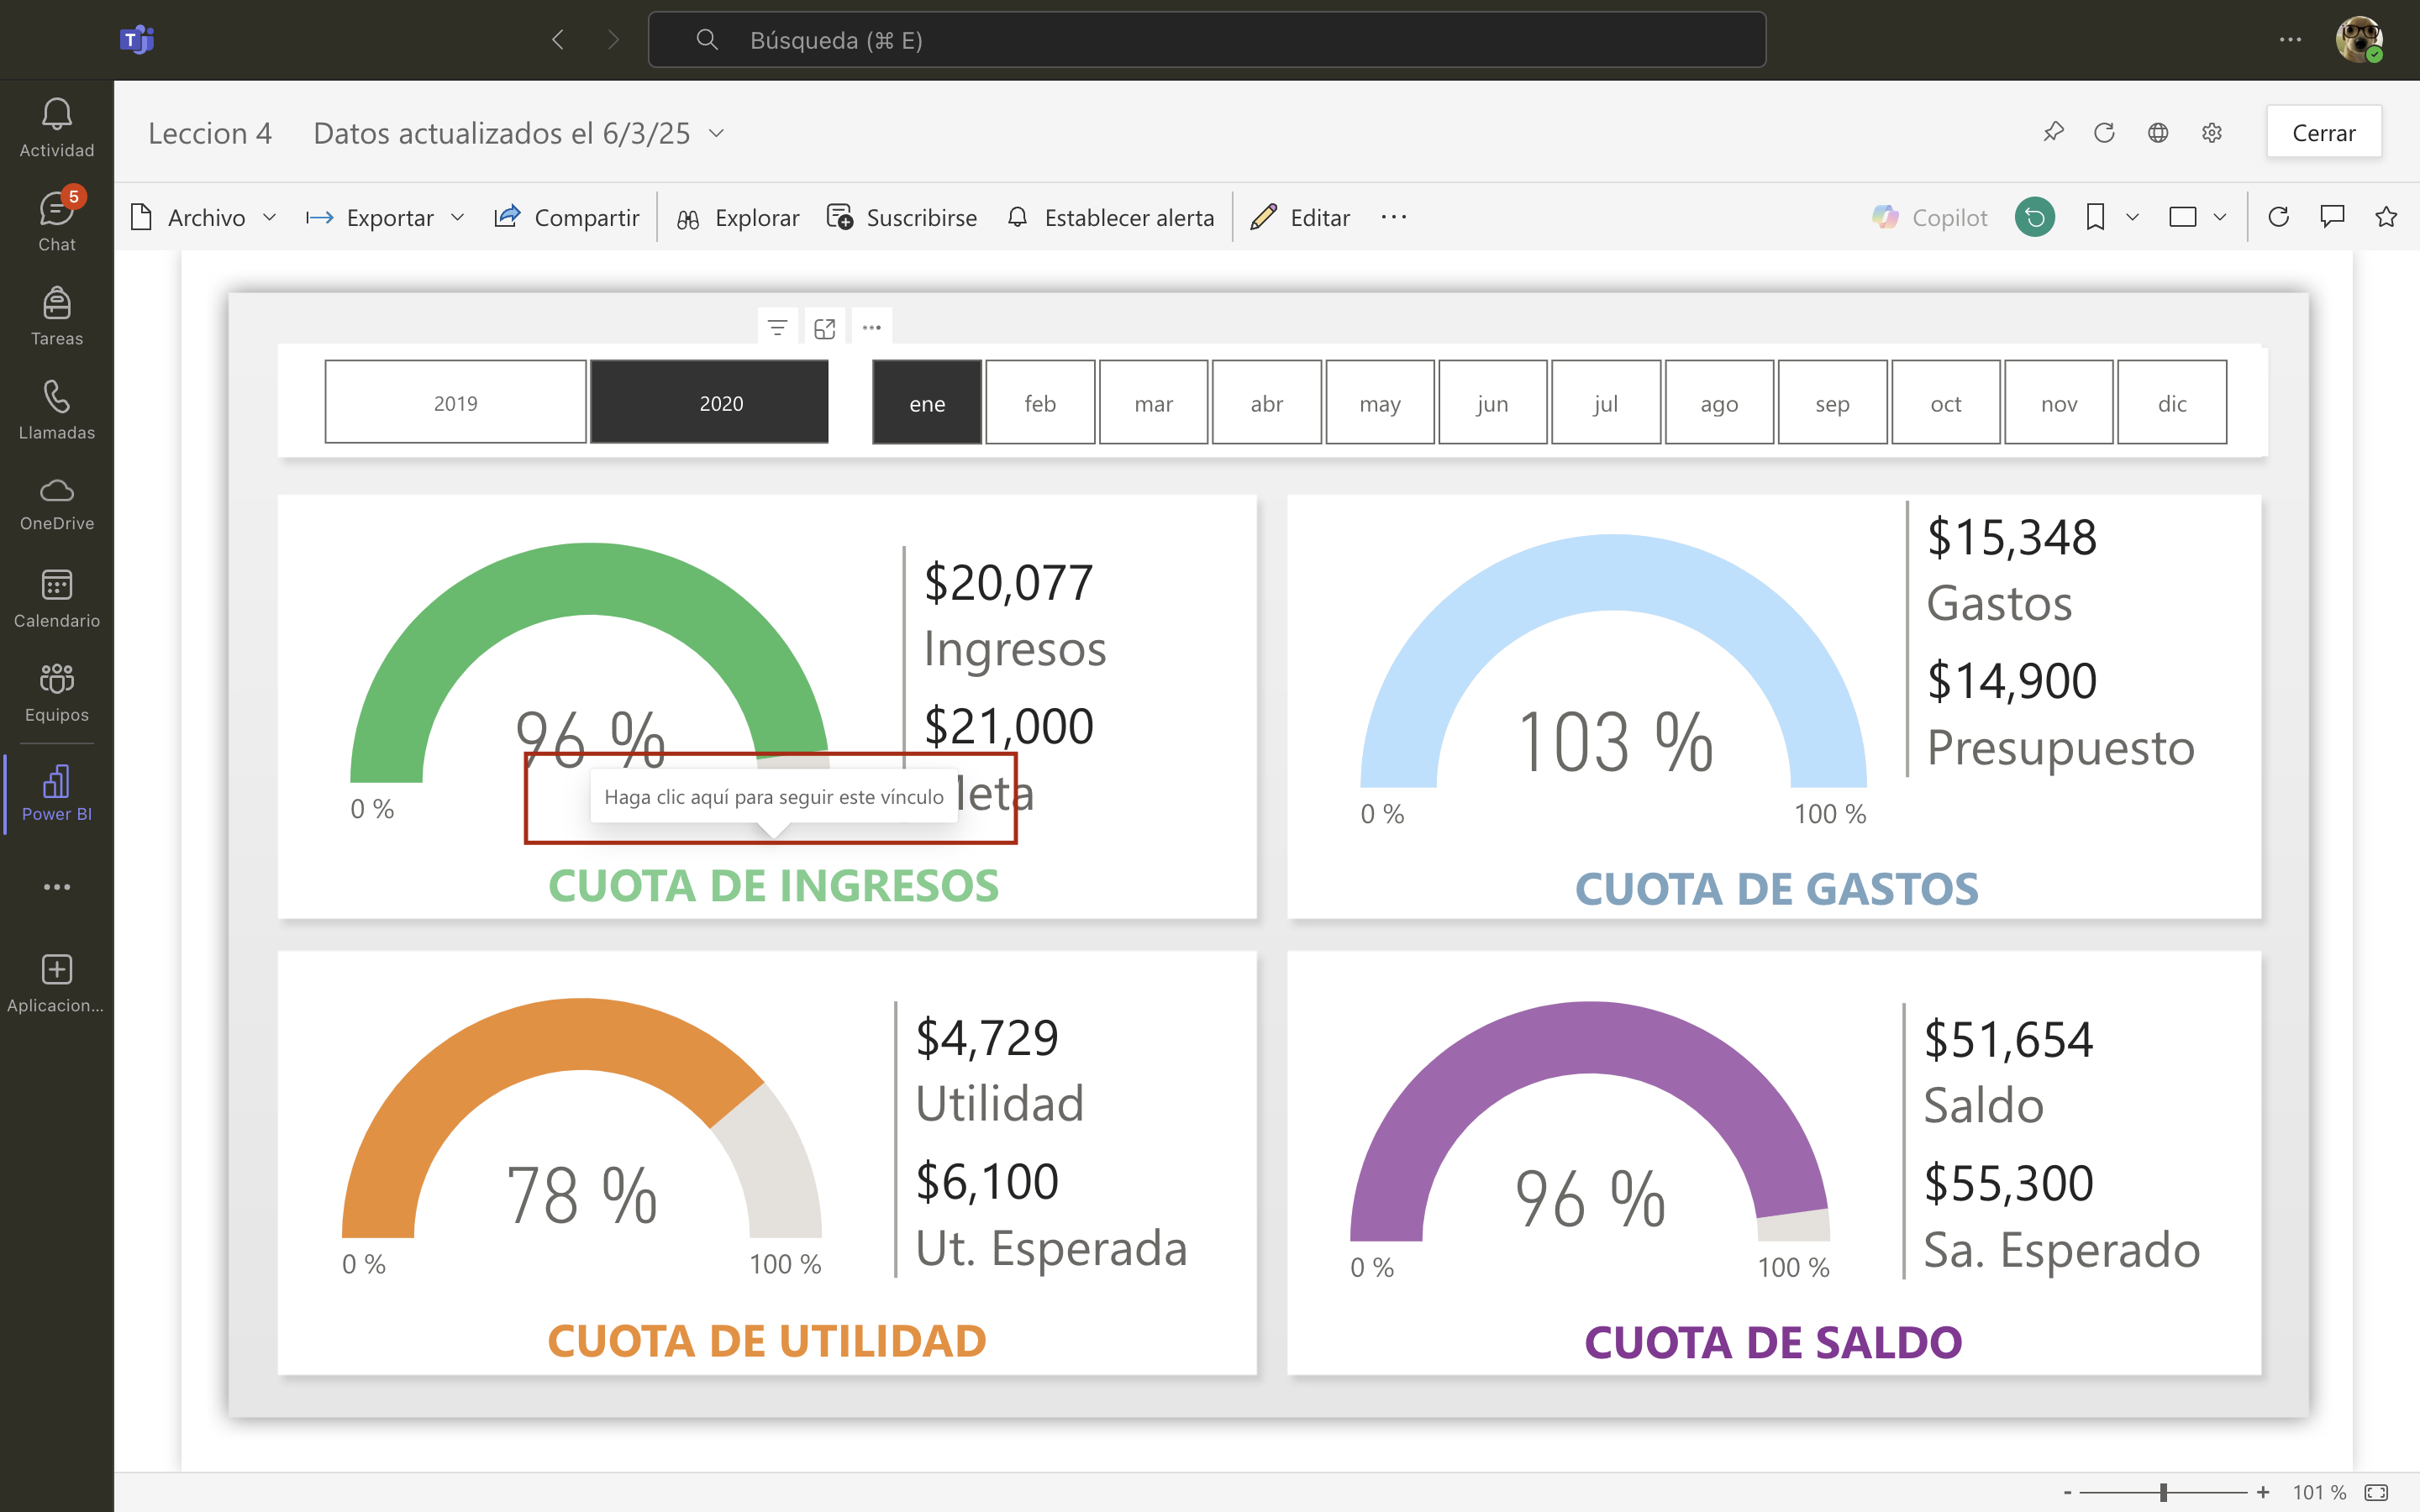 Búsqueda (⌘ E)
Actividad
5
Chat
Tareas
Llamadas
OneDrive
Calendario
Equipos
Power BI
Aplicacion...
Leccion 4
Datos actualizados el 6/3/25
Cerrar
Archivo
Exportar
Compartir
Explorar
Suscribirse
Establecer alerta
Editar
Copilot
2019
2020
ene
feb
mar
abr
may
jun
jul
ago
sep
oct
nov
dic
96 %
0 %
$20,077
Ingresos
$21,000
leta
Haga clic aquí para seguir este vínculo
CUOTA DE INGRESOS
103 %
0 %
100 %
$15,348
Gastos
$14,900
Presupuesto
CUOTA DE GASTOS
78 %
0 %
100 %
$4,729
Utilidad
$6,100
Ut. Esperada
CUOTA DE UTILIDAD
96 %
0 %
100 %
$51,654
Saldo
$55,300
Sa. Esperado
CUOTA DE SALDO
- + 101 %